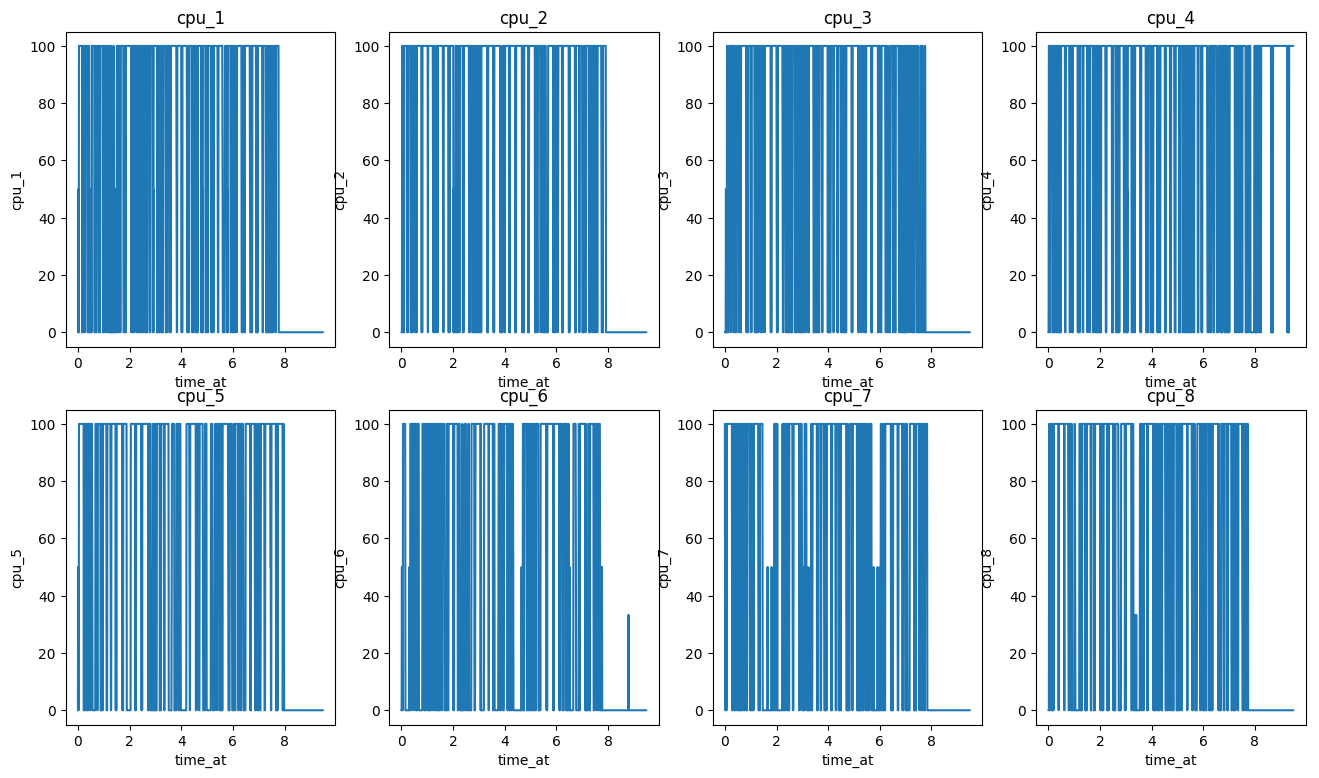 cpu_1 cpu_2 cpu_3 cpu_4
100 100 100 100
80 80 80 80
60 60 60 60
cpu_1 cpu_2 cpu_3 cpu_4
40 40 40 40
20 20 20 20
0 0 0 0
0 2 4 6 8 0 2 4 6 8 0 2 4 6 8 0 2 4 6 8
time_at time_at time_at time_at
cpu_5 cpu_6 cpu_7 cpu_8
100 100 100 100
80 80 80 80
60 60 60 60
cpu_5 cpu_6 cpu_7 cpu_8
40 40 40 40
20 20 20 20
0 0 0 0
0 2 4 6 8 0 2 4 6 8 0 2 4 6 8 0 2 4 6 8
time_at time_at time_at time_at